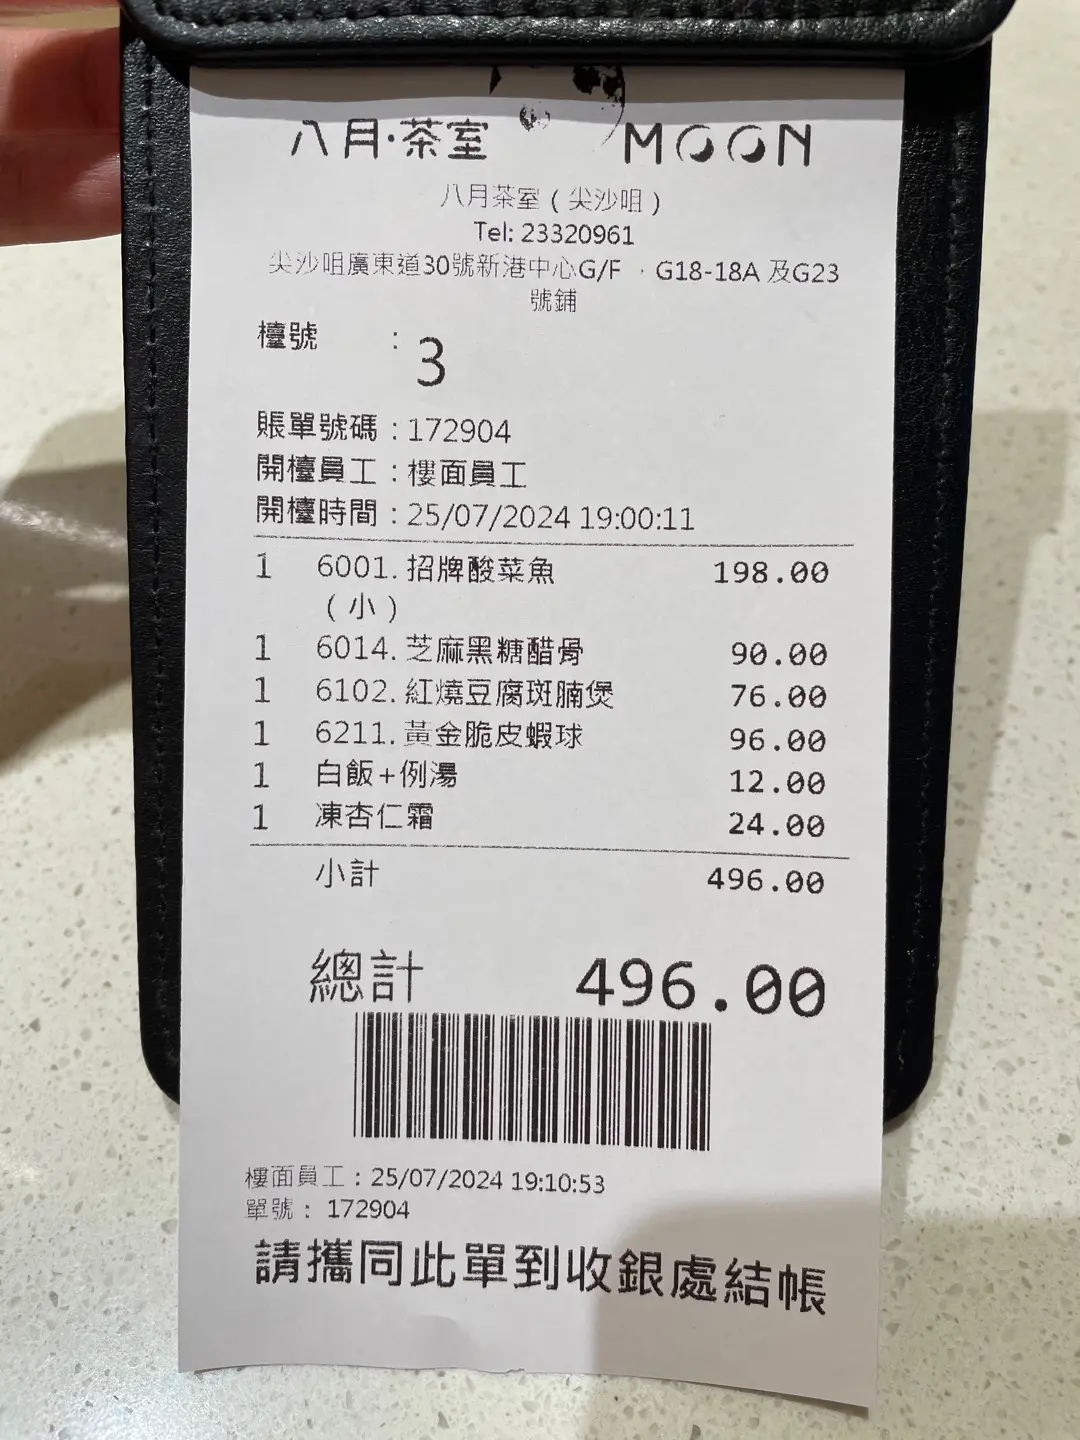 八月·茶室 MOON
八月茶室 ( 尖沙咀 )
Tel: 23320961
尖沙咀廣東道30號新港中心G/F ，G18-18A 及G23
號鋪
檯號 : 3
賬單號碼 : 172904
開檯員工 : 樓面員工
開檯時間 : 25/07/2024 19:00:11
1 6001. 招牌酸菜魚 198.00
( 小 )
1 6014. 芝麻黑糖醋骨 90.00
1 6102. 紅燒豆腐斑腩煲 76.00
1 6211. 黃金脆皮蝦球 96.00
1 白飯+例湯 12.00
1 凍杏仁霜 24.00
小計 496.00
總計 496.00
樓面員工 : 25/07/2024 19:10:53
單號 : 172904
請攜同此單到收銀處結帳